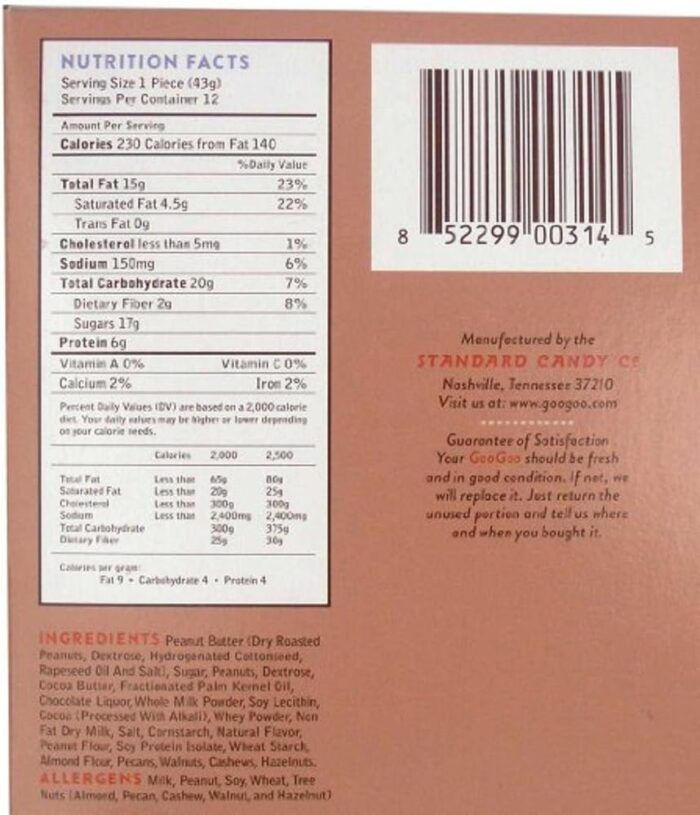 NUTRITION FACTS
Serving Size 1 Piece (43g)
Servings Per Container 12
Amount Per Serving
Calories 230 Calories from Fat 140
%Daily Value
Total Fat 15g 23%
Saturated Fat 4.5g 22%
Trans Fat 0g
Cholesterol less than 5mg 1%
Sodium 150mg 6%
Total Carbohydrate 20g 7%
Dietary Fiber 2g 8%
Sugars 17g
Protein 6g
Vitamin A 0% Vitamin C 0%
Calcium 2% Iron 2%
Percent Daily Values (DV) are based on a 2,000 calorie
diet. Your daily values may be higher or lower depending
on your calorie needs.
Calories 2,000 2,500
Total Fat Less than 65g 80g
Saturated Fat Less than 20g 25g
Cholesterol Less than 300g 300g
Sodium Less than 2,400mg 2,400mg
Total Carbohydrate 300g 375g
Dietary Fiber 25g 30g
Calories per gram:
Fat 9 • Carbohydrate 4 • Protein 4
INGREDIENTS Peanut Butter (Dry Roasted
Peanuts, Dextrose, Hydrogenated Cottonseed,
Rapeseed Oil And Salt), Sugar, Peanuts, Dextrose,
Cocoa Butter, Fractionated Palm Kernel Oil,
Chocolate Liquor, Whole Milk Powder, Soy Lecithin,
Cocoa (Processed With Alkali), Whey Powder, Non
Fat Dry Milk, Salt, Cornstarch, Natural Flavor,
Peanut Flour, Soy Protein Isolate, Wheat Starch,
Almond Flour, Pecans, Walnuts, Cashews, Hazelnuts.
ALLERGENS Milk, Peanut, Soy, Wheat, Tree
Nuts (Almond, Pecan, Cashew, Walnut, and Hazelnut)
8 52299 00314 5
Manufactured by the
STANDARD CANDY Co
Nashville, Tennessee 37210
Visit us at: www.googoo.com
Guarantee of Satisfaction
Your GooGoo should be fresh
and in good condition. If not, we
will replace it. Just return the
unused portion and tell us where
and when you bought it.